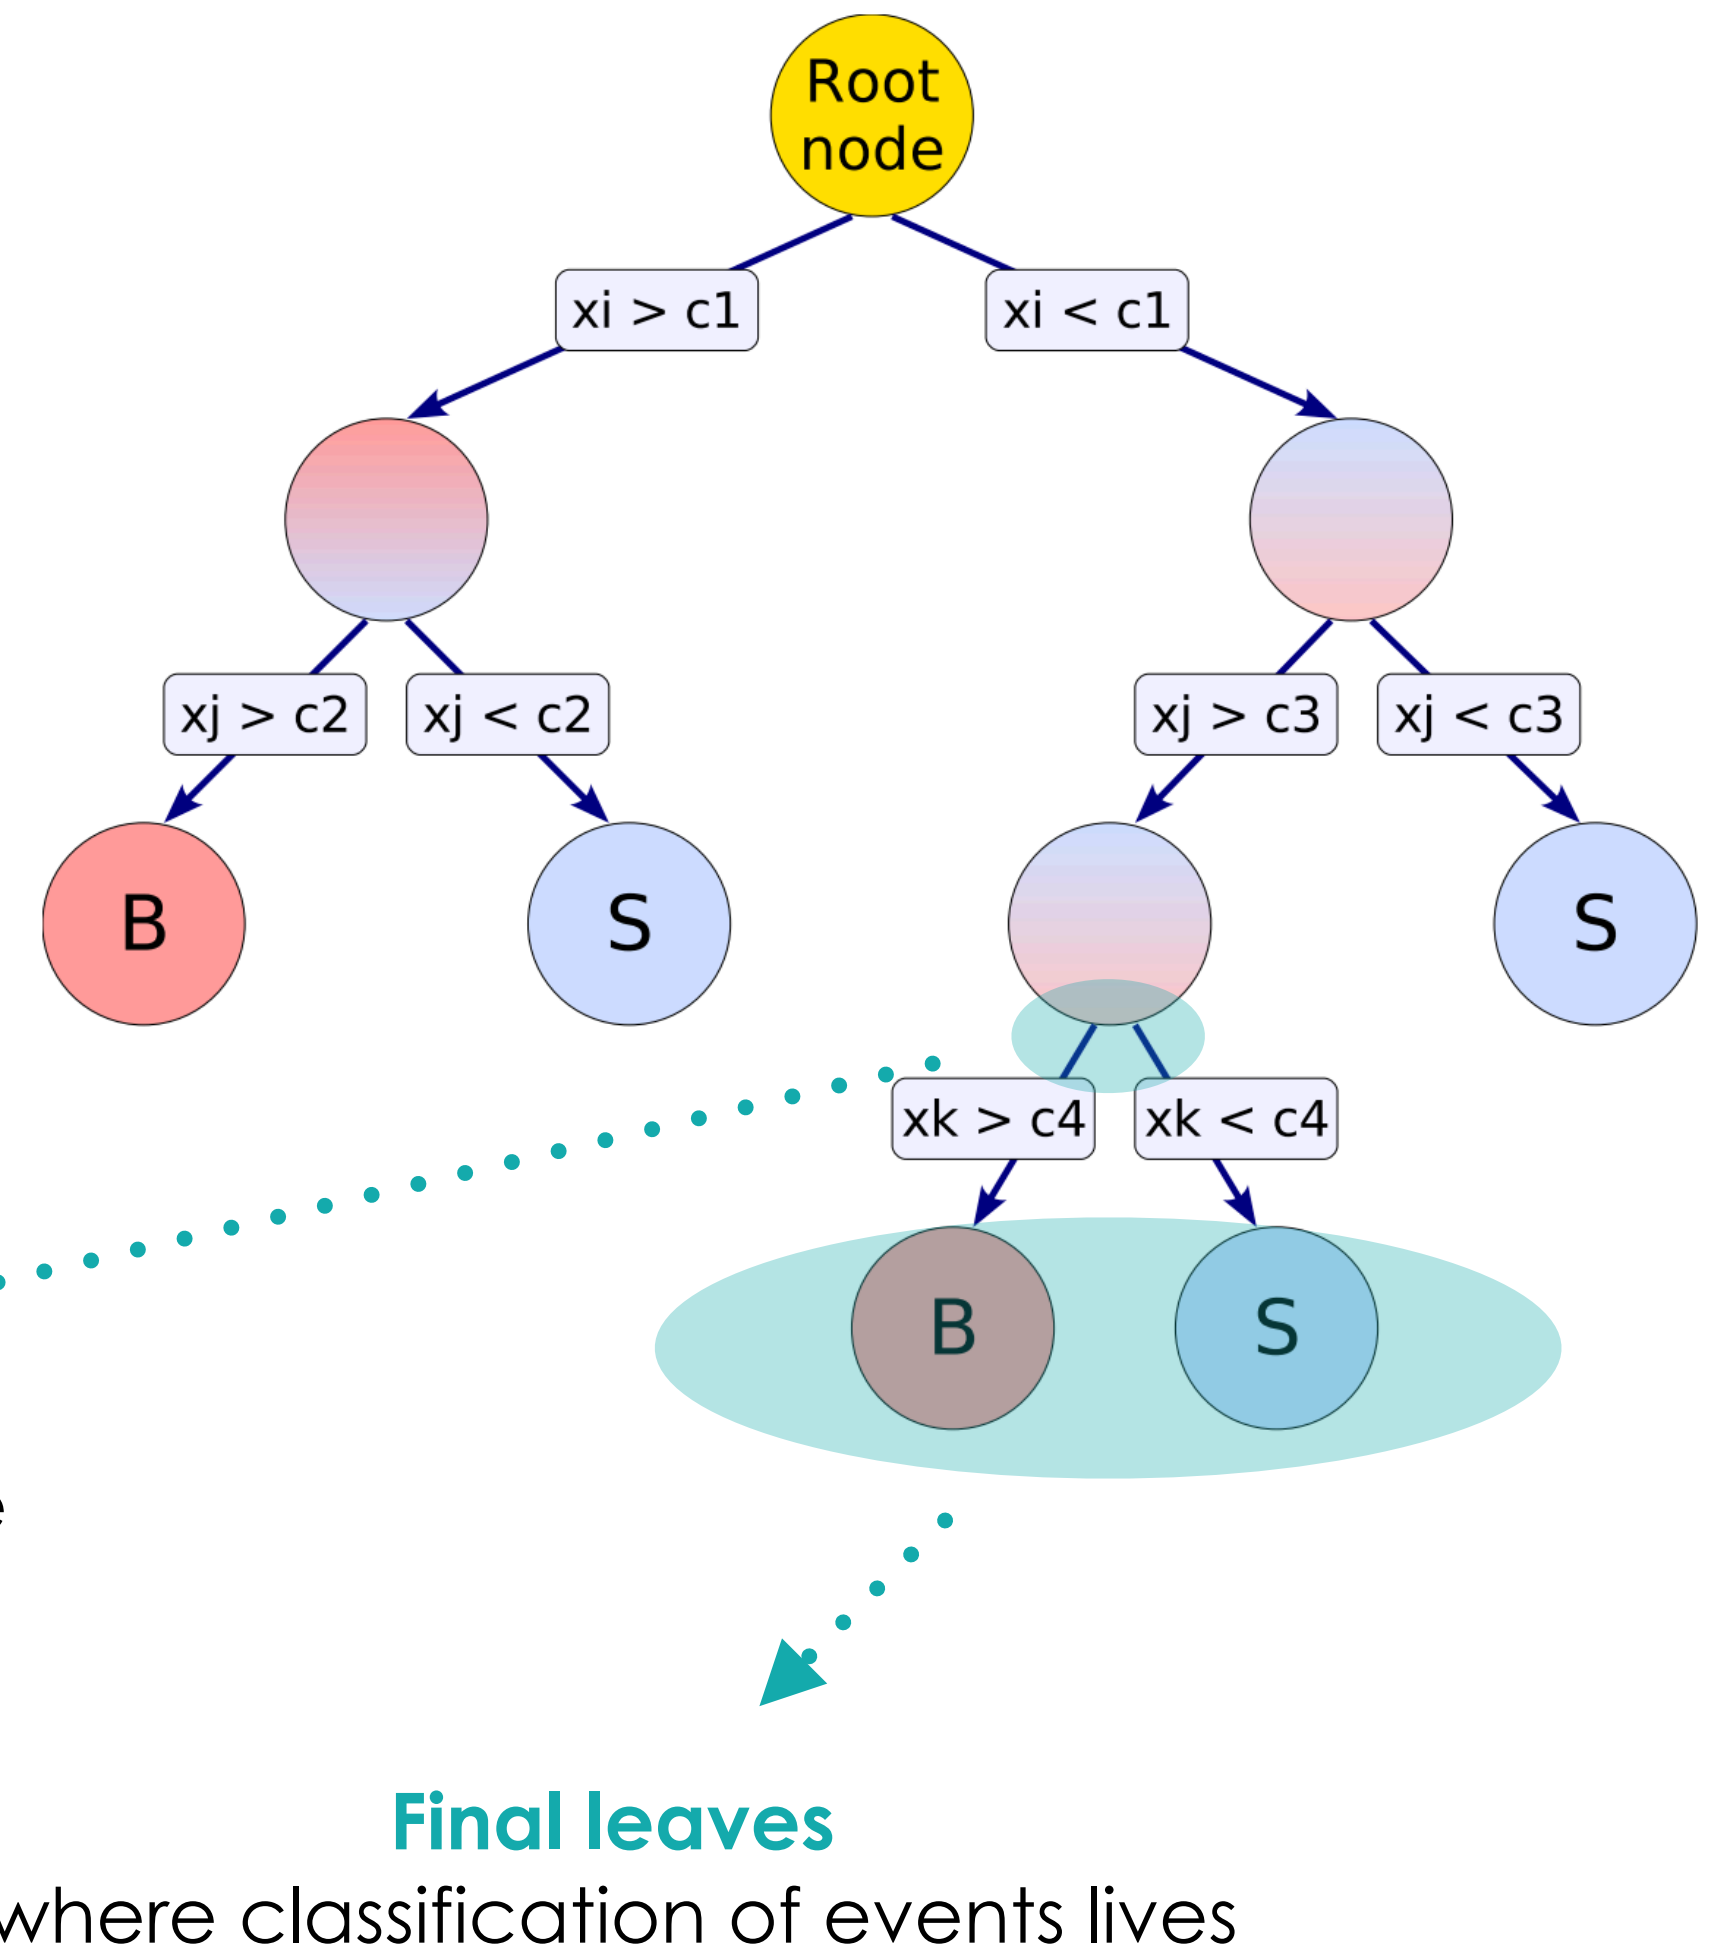 Root
node
xi > c1
xi < c1
xj > c2
xj < c2
xj > c3
xj < c3
B
S
S
xk > c4
xk < c4
B
S
Final leaves
where classification of events lives